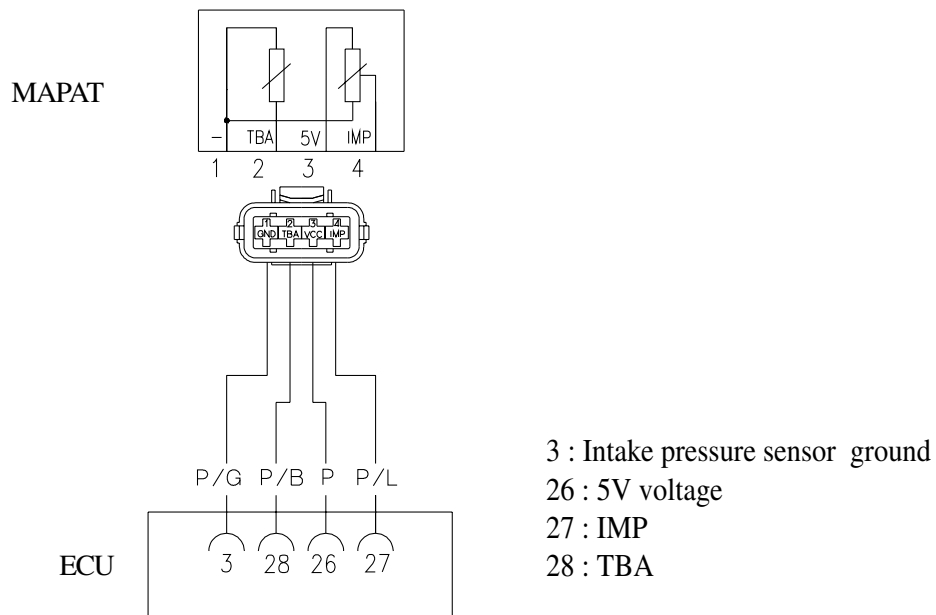 MAPAT
– TBA 5V IMP
1 2 3 4
1 2 3 4
GND TBA VCC IMP
P/G P/B P P/L
ECU
3 28 26 27
3 : Intake pressure sensor ground
26 : 5V voltage
27 : IMP
28 : TBA